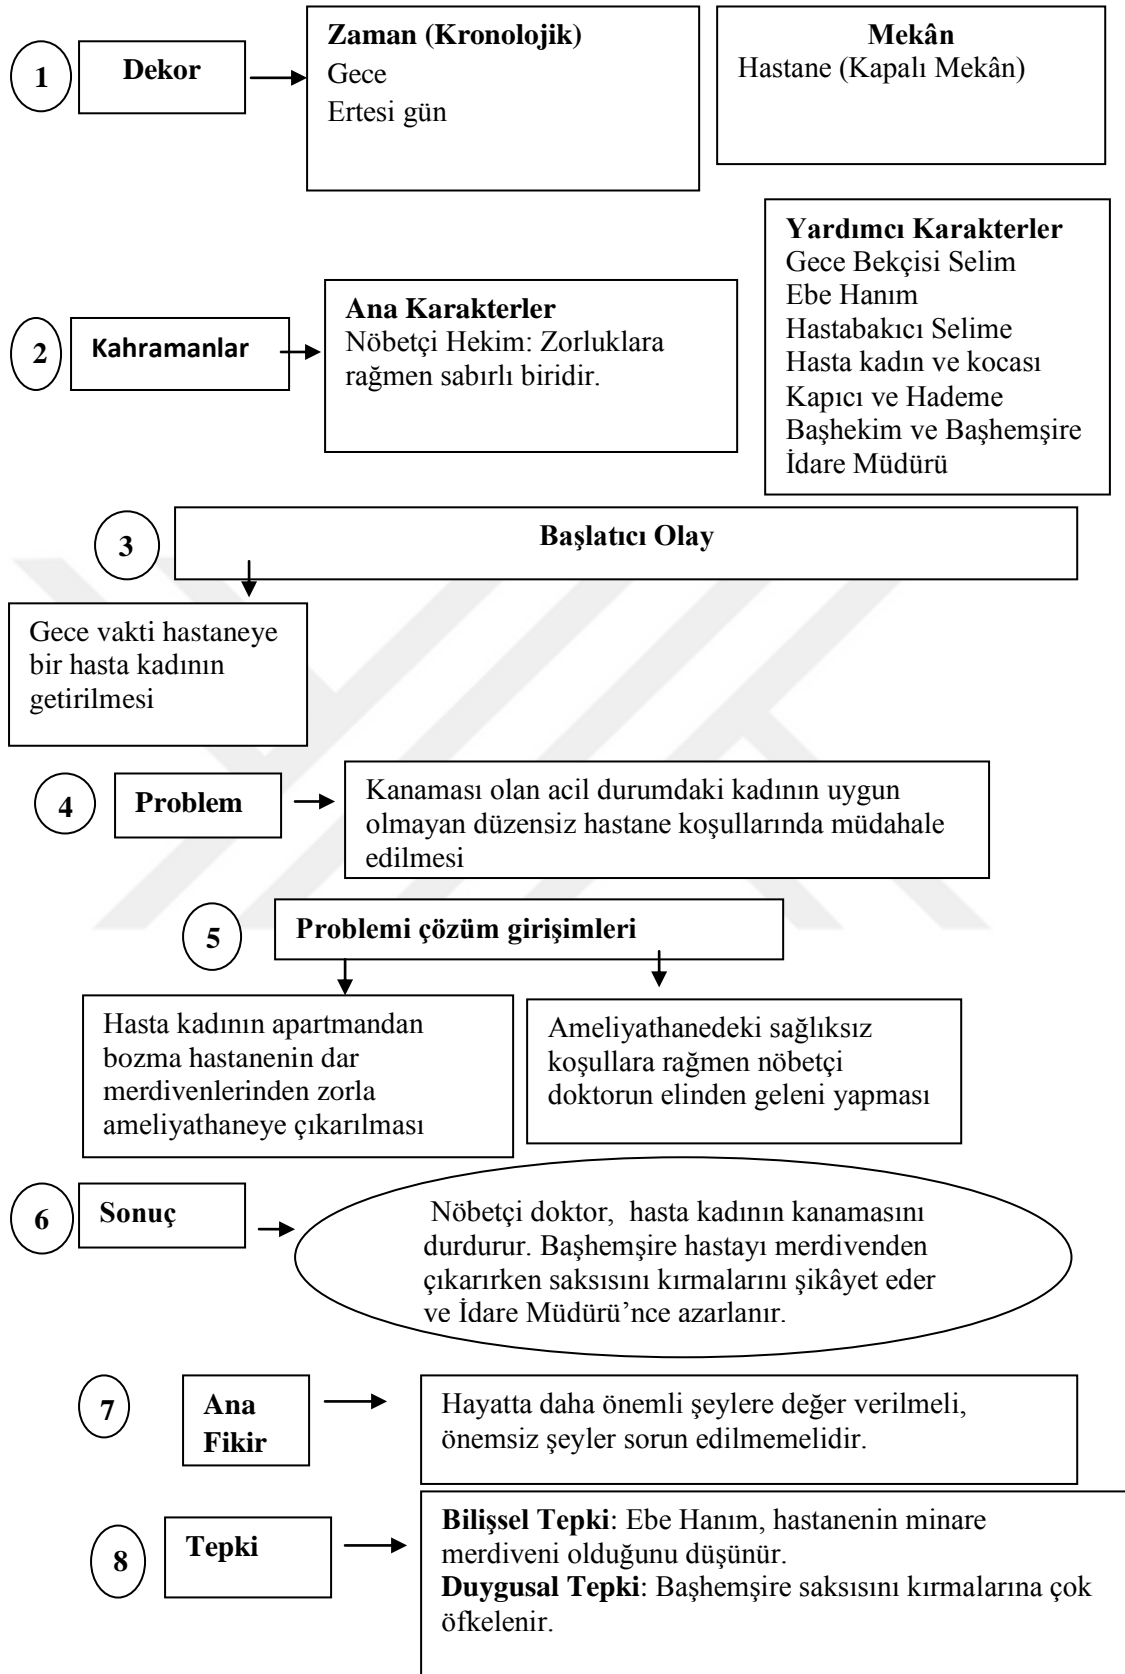 1
Dekor
Zaman (Kronolojik)
Gece
Ertesi gün
Mekân
Hastane (Kapalı Mekân)
2
Kahramanlar
Ana Karakterler
Nöbetçi Hekim: Zorluklara
rağmen sabırlı biridir.
Yardımcı Karakterler
Gece Bekçisi Selim
Ebe Hanım
Hastabakıcı Selime
Hasta kadın ve kocası
Kapıcı ve Hademe
Başhekim ve Başhemşire
İdare Müdürü
3
Başlatıcı Olay
Gece vakti hastaneye
bir hasta kadının
getirilmesi
4
Problem
Kanaması olan acil durumdaki kadının uygun
olmayan düzensiz hastane koşullarında müdahale
edilmesi
5
Problemi çözüm girişimleri
Hasta kadının apartmandan
bozma hastanenin dar
merdivenlerinden zorla
ameliyathaneye çıkarılması
Ameliyathanedeki sağlıksız
koşullara rağmen nöbetçi
doktorun elinden geleni yapması
6
Sonuç
Nöbetçi doktor, hasta kadının kanamasını
durdurur. Başhemşire hastayı merdivenden
çıkarırken saksısını kırmalarını şikâyet eder
ve İdare Müdürü'nce azarlanır.
7
Ana
Fikir
Hayatta daha önemli şeylere değer verilmeli,
önemsiz şeyler sorun edilmemelidir.
8
Tepki
Bilişsel Tepki: Ebe Hanım, hastanenin minare
merdiveni olduğunu düşünür.
Duygusal Tepki: Başhemşire saksısını kırmalarına çok
öfkelenir.